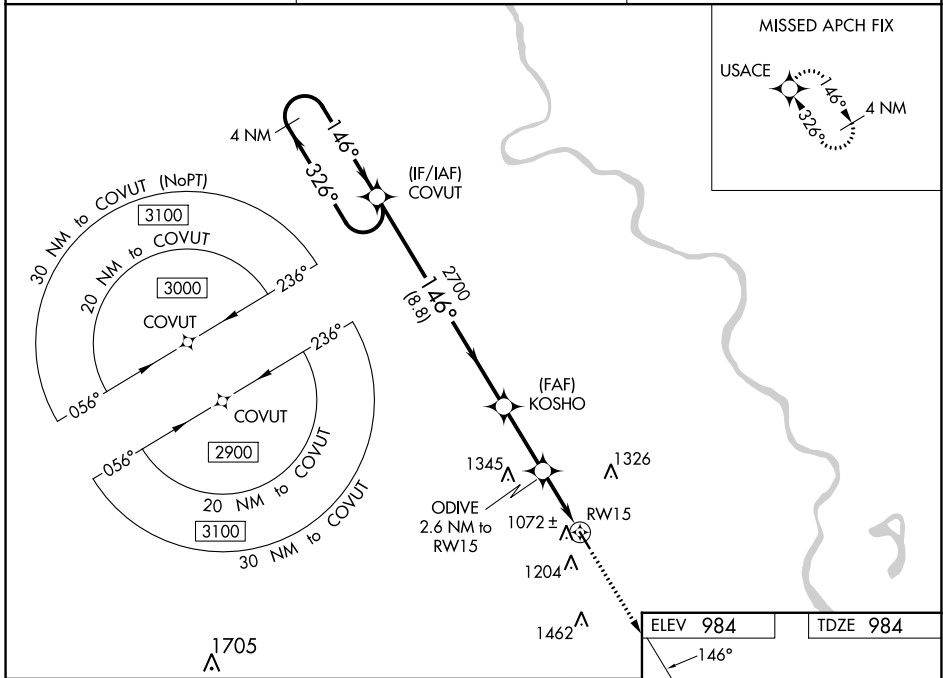 MISSED APCH FIX
USACE
146°
326°
4 NM
4 NM
146°
326°
(IF/IAF)
COVUT
30 NM to COVUT (NoPT)
3100
20 NM to COVUT
3000
236°
COVUT
056°
2700
146°
(8.8)
236°
COVUT
056°
2900
20 NM to COVUT
3100
30 NM to COVUT
(FAF)
KOSHO
1345
1326
ODIVE
2.6 NM to
RW15
1072 ±
RW15
1204
1462
1705
ELEV 984
TDZE 984
146°